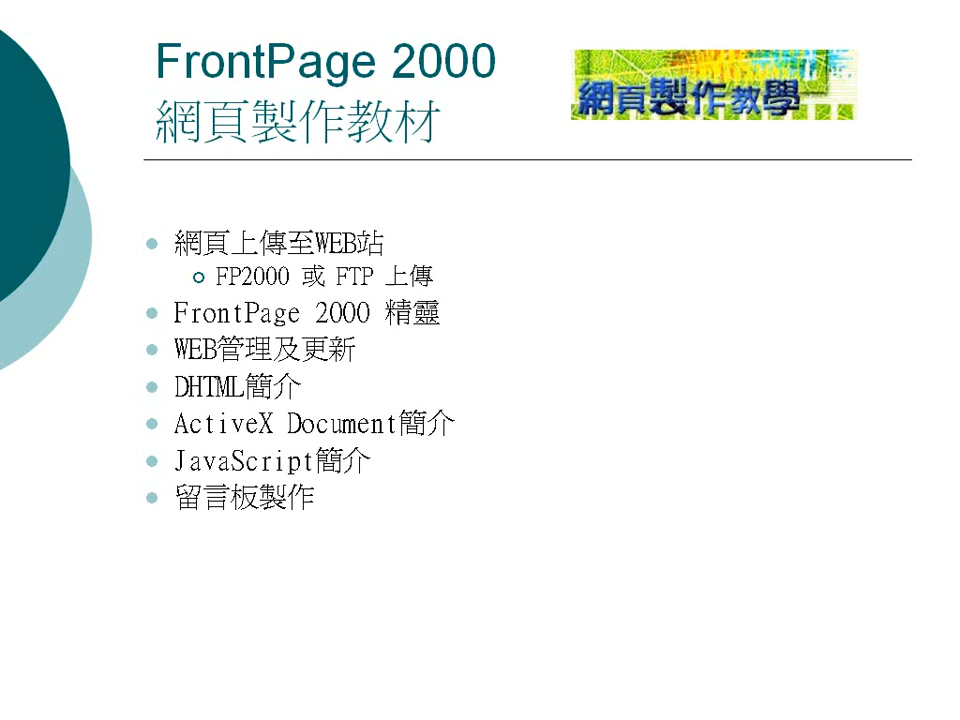 FrontPage 2000
網頁製作教材
網頁製作教學
網頁上傳至WEB站
FP2000 或 FTP 上傳
FrontPage 2000 精靈
WEB管理及更新
DHTML簡介
ActiveX Document簡介
JavaScript簡介
留言板製作